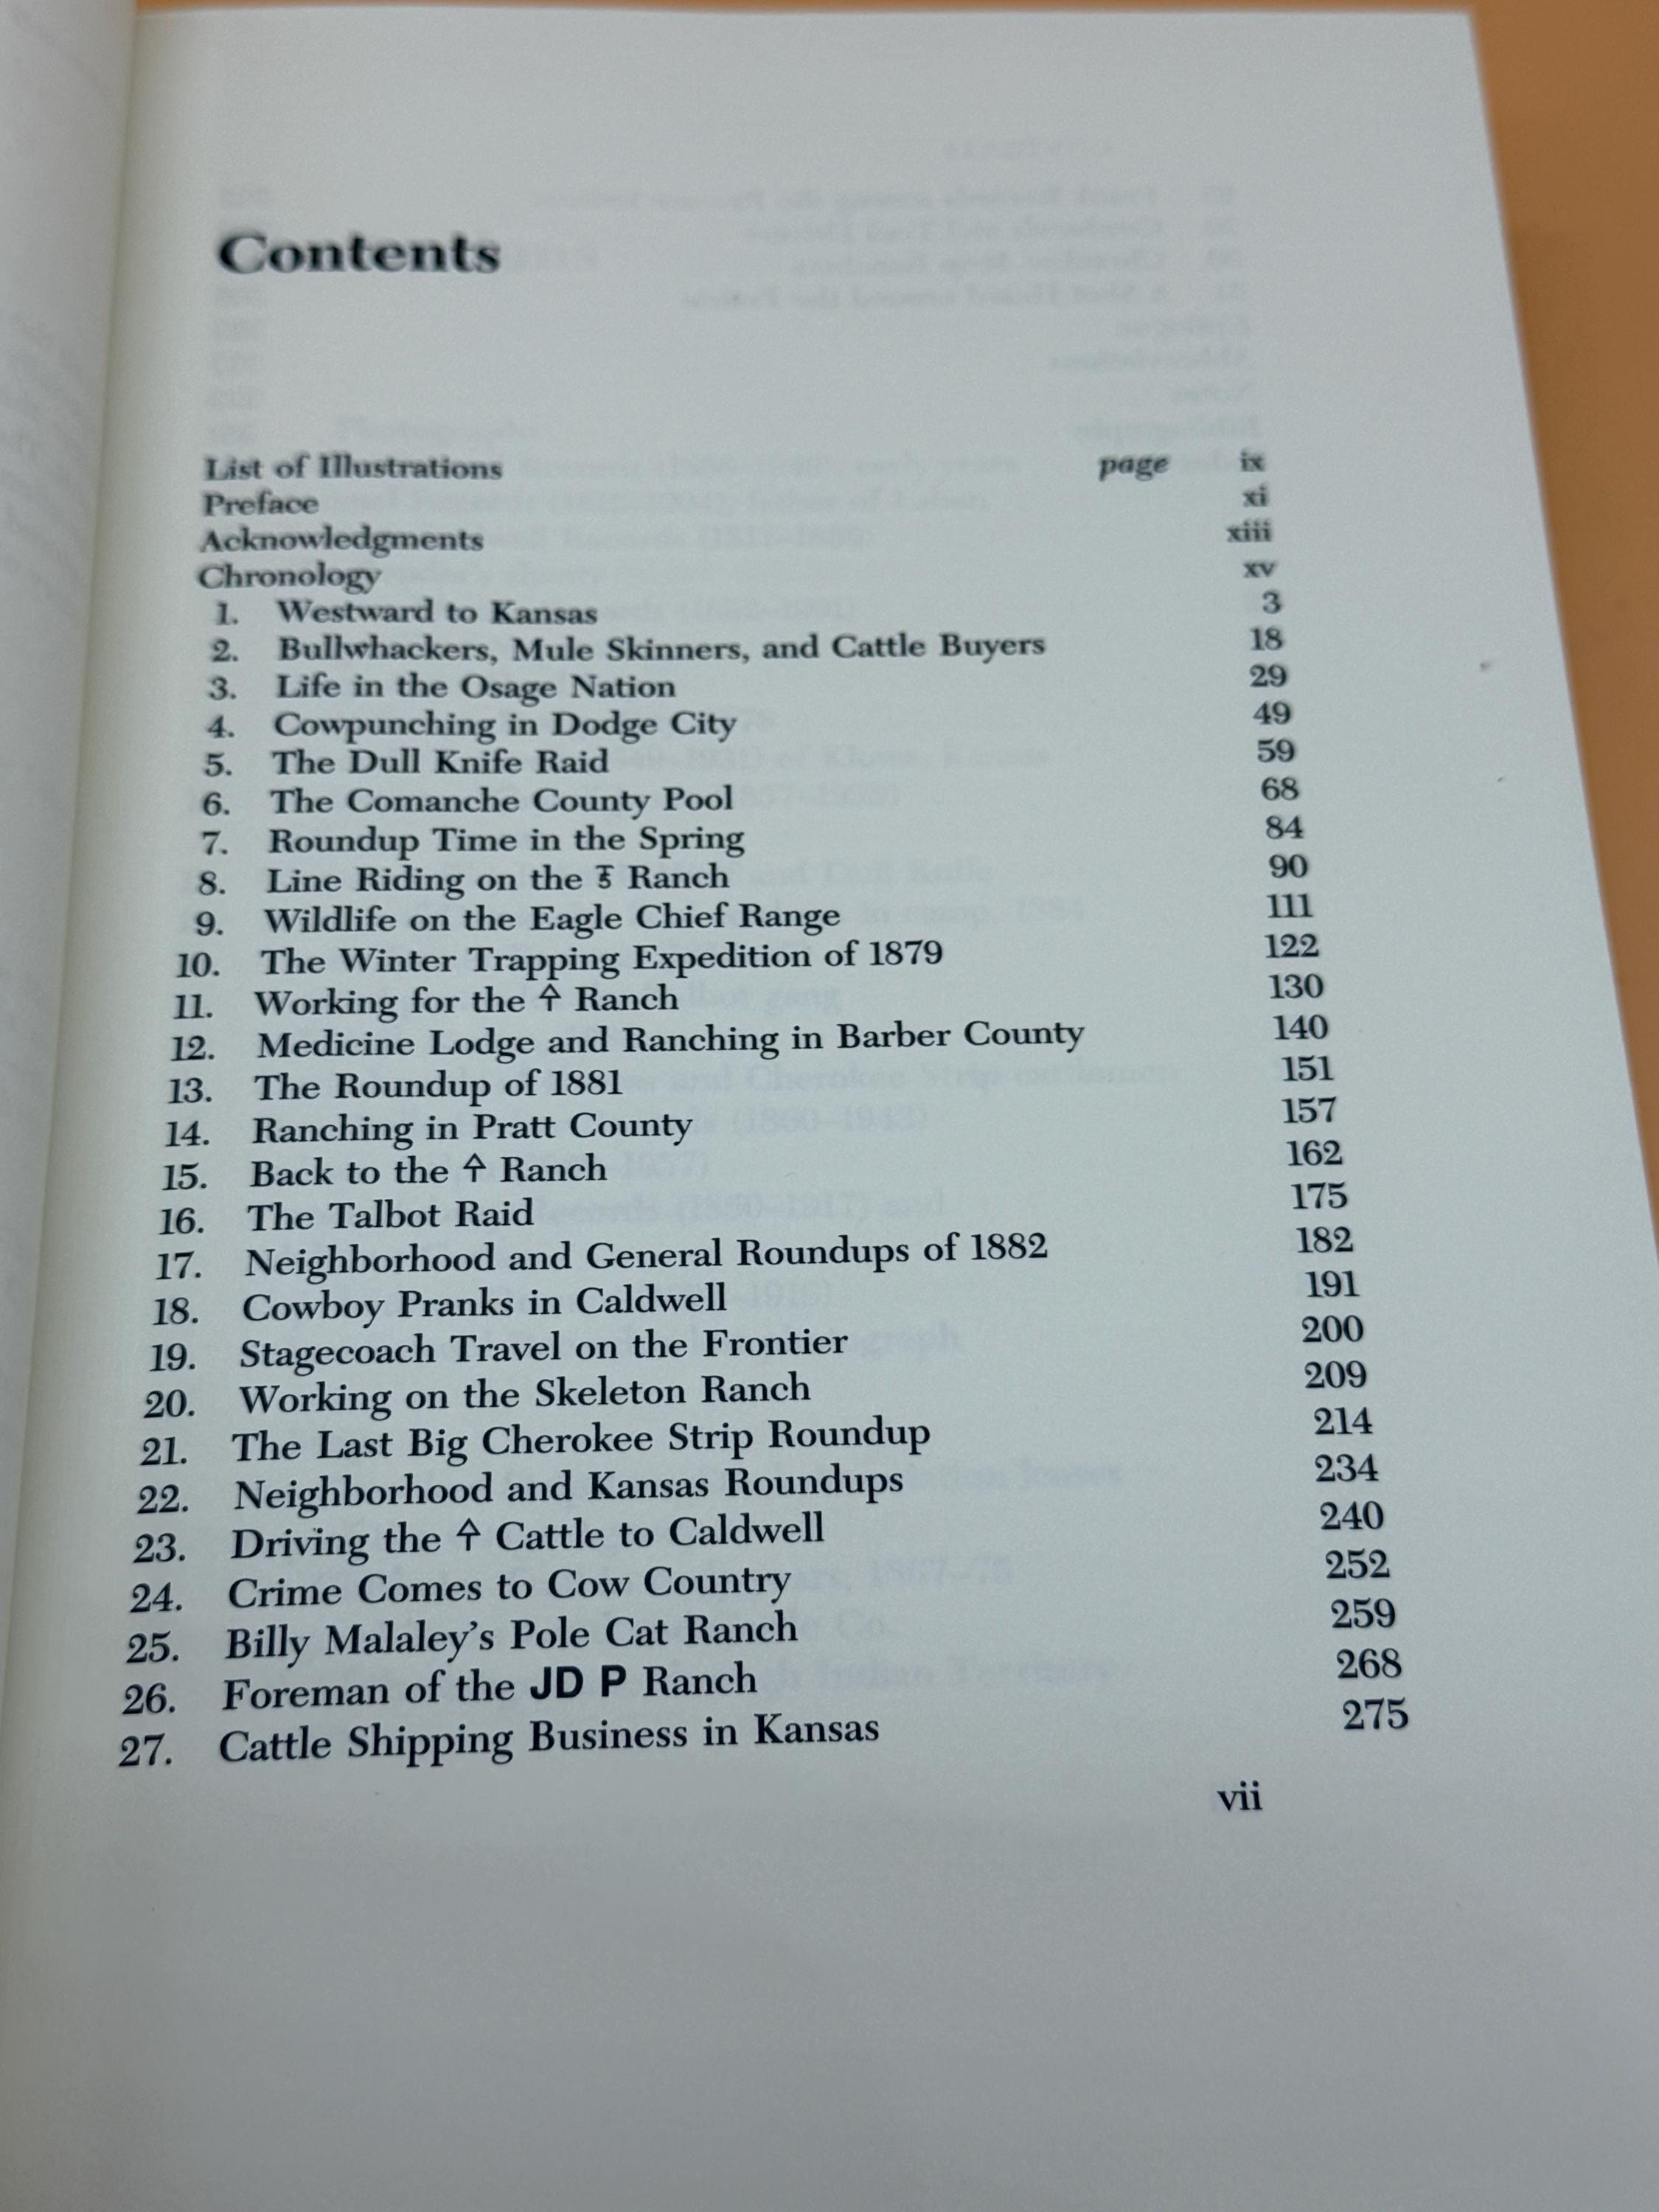 Contents
List of Illustrations page ix
Preface xi
Acknowledgments xiii
Chronology xv
1. Westward to Kansas 3
2. Bullwhackers, Mule Skinners, and Cattle Buyers 18
3. Life in the Osage Nation 29
4. Cowpunching in Dodge City 49
5. The Dull Knife Raid 59
6. The Comanche County Pool 68
7. Roundup Time in the Spring 84
8. Line Riding on the Ranch 90
9. Wildlife on the Eagle Chief Range 111
10. The Winter Trapping Expedition of 1879 122
11. Working for the Ranch 130
12. Medicine Lodge and Ranching in Barber County 140
13. The Roundup of 1881 151
14. Ranching in Pratt County 157
15. Back to the Ranch 162
16. The Talbot Raid 175
17. Neighborhood and General Roundups of 1882 182
18. Cowboy Pranks in Caldwell 191
19. Stagecoach Travel on the Frontier 200
20. Working on the Skeleton Ranch 209
21. The Last Big Cherokee Strip Roundup 214
22. Neighborhood and Kansas Roundups 234
23. Driving the Cattle to Caldwell 240
24. Crime Comes to Cow Country 252
25. Billy Malaley's Pole Cat Ranch 259
26. Foreman of the JD P Ranch 268
27. Cattle Shipping Business in Kansas 275
vii